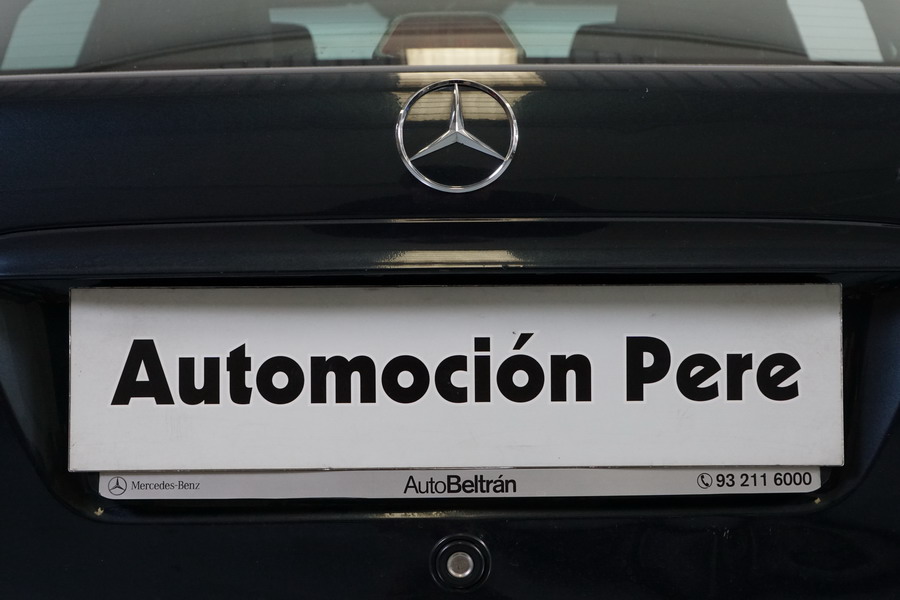 Automoción Pere
Mercedes-Benz AutoBeltrán 93 211 6000